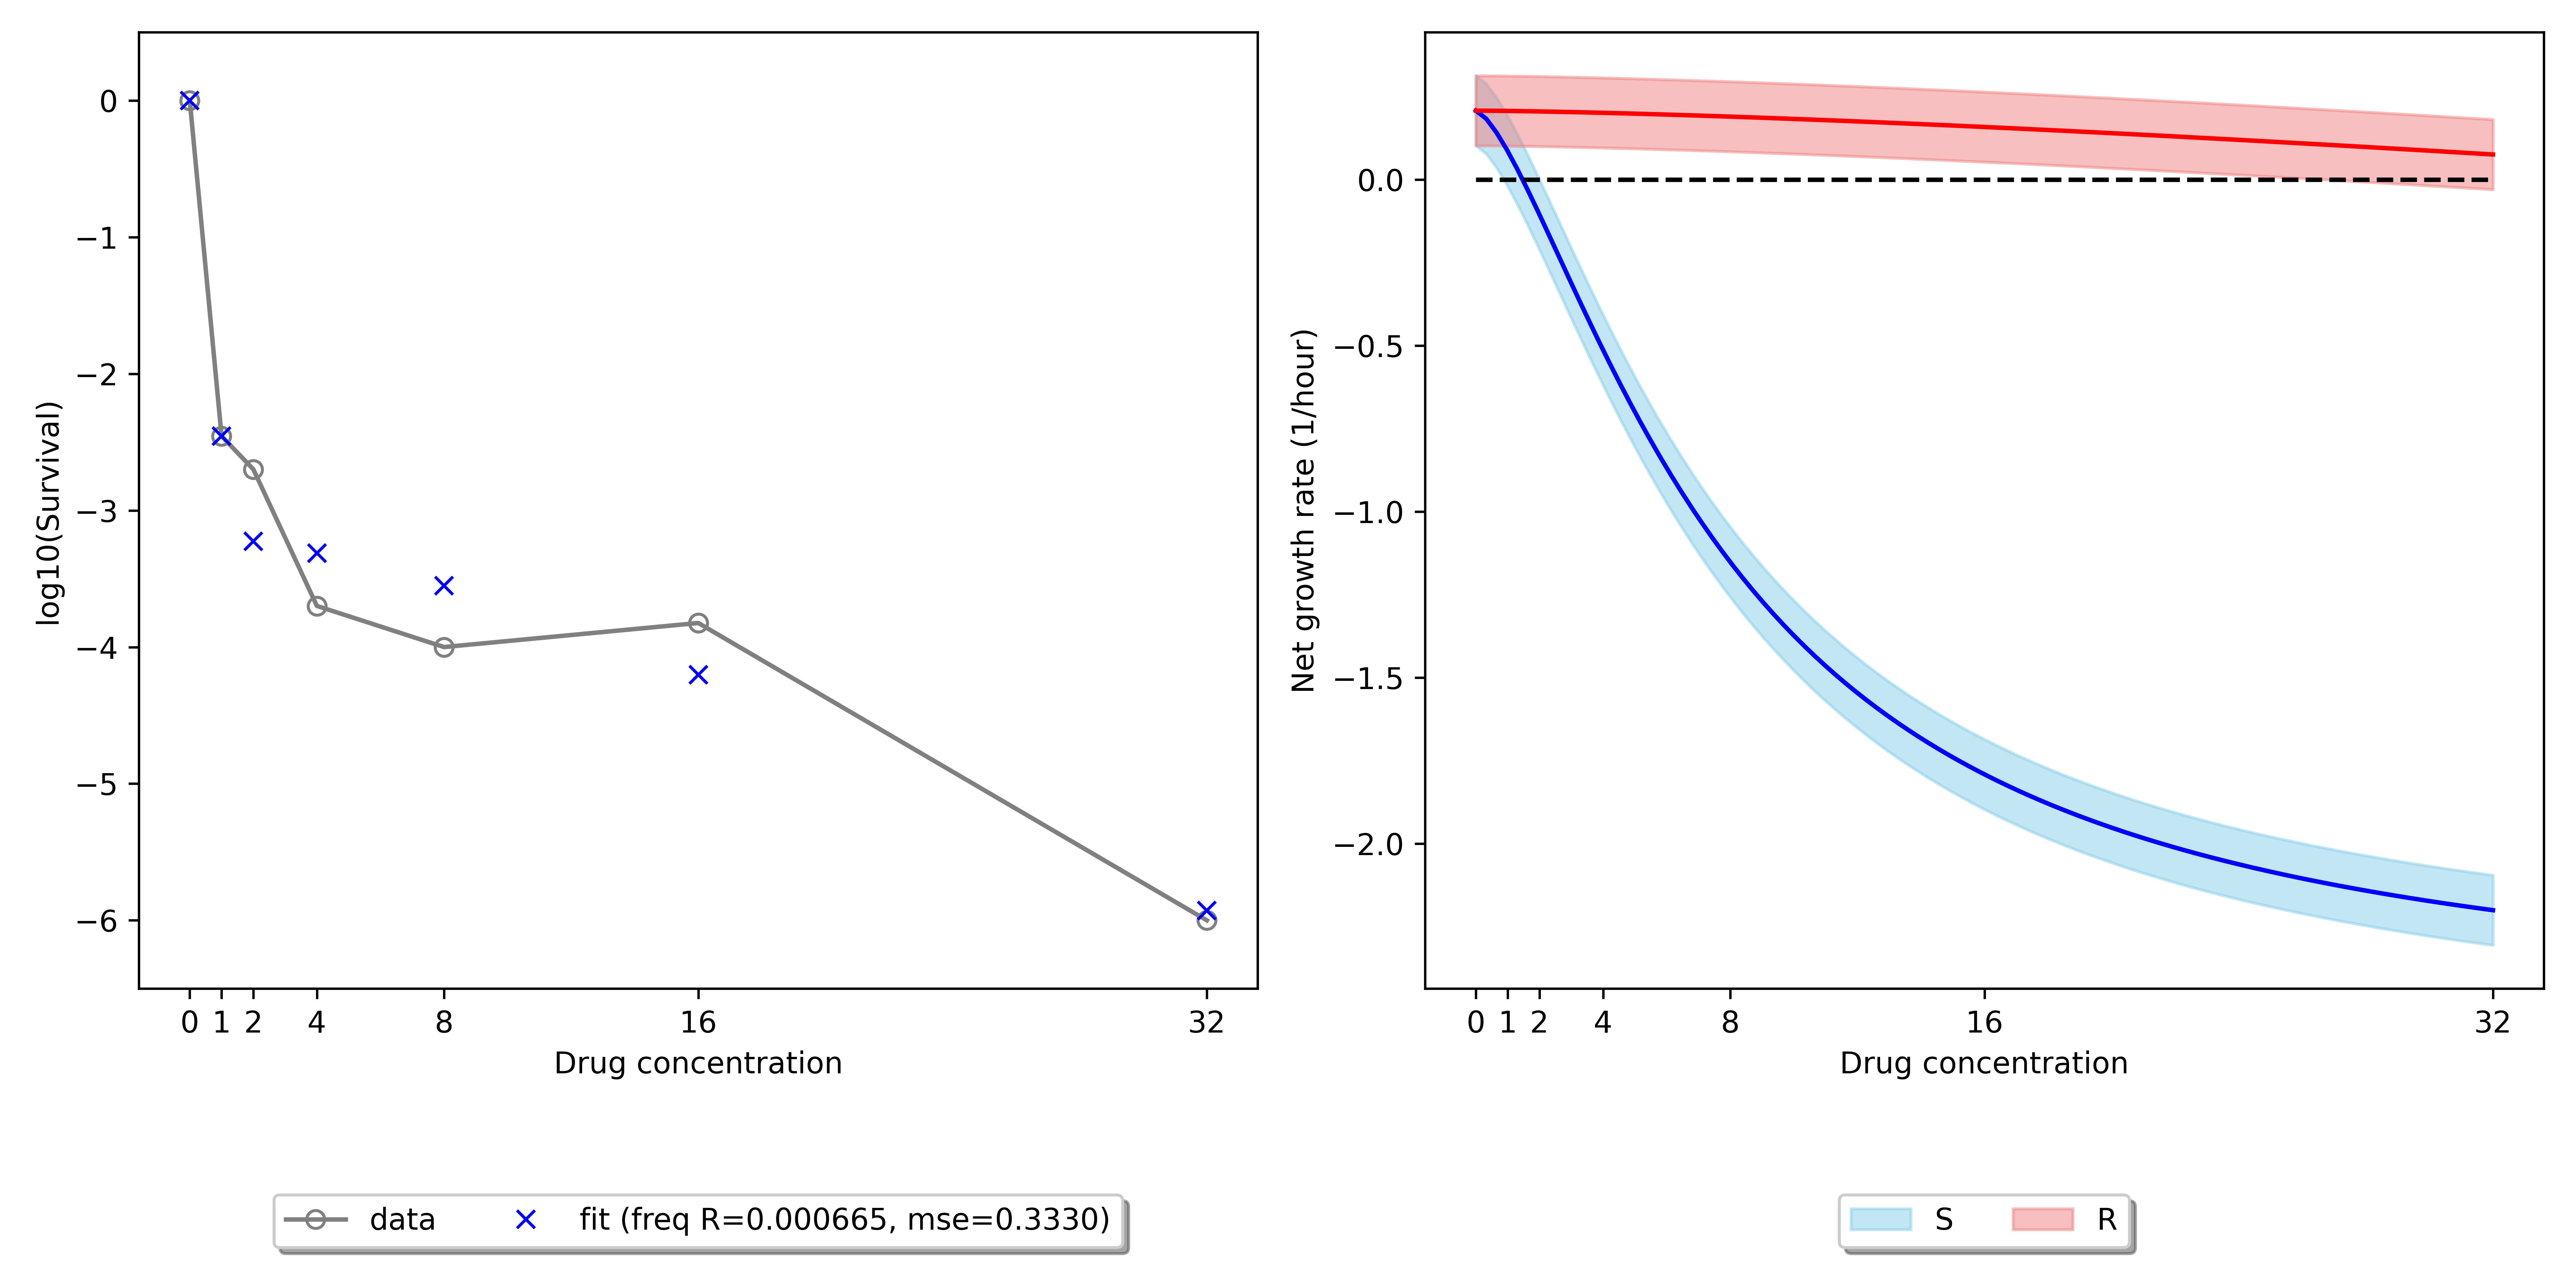 0
−1
−2
−3
−4
−5
−6
log10(Survival)
0 1 2 4 8 16 32
Drug concentration
data fit (freq R=0.000665, mse=0.3330)
0.0
−0.5
−1.0
−1.5
−2.0
Net growth rate (1/hour)
0 1 2 4 8 16 32
Drug concentration
S R